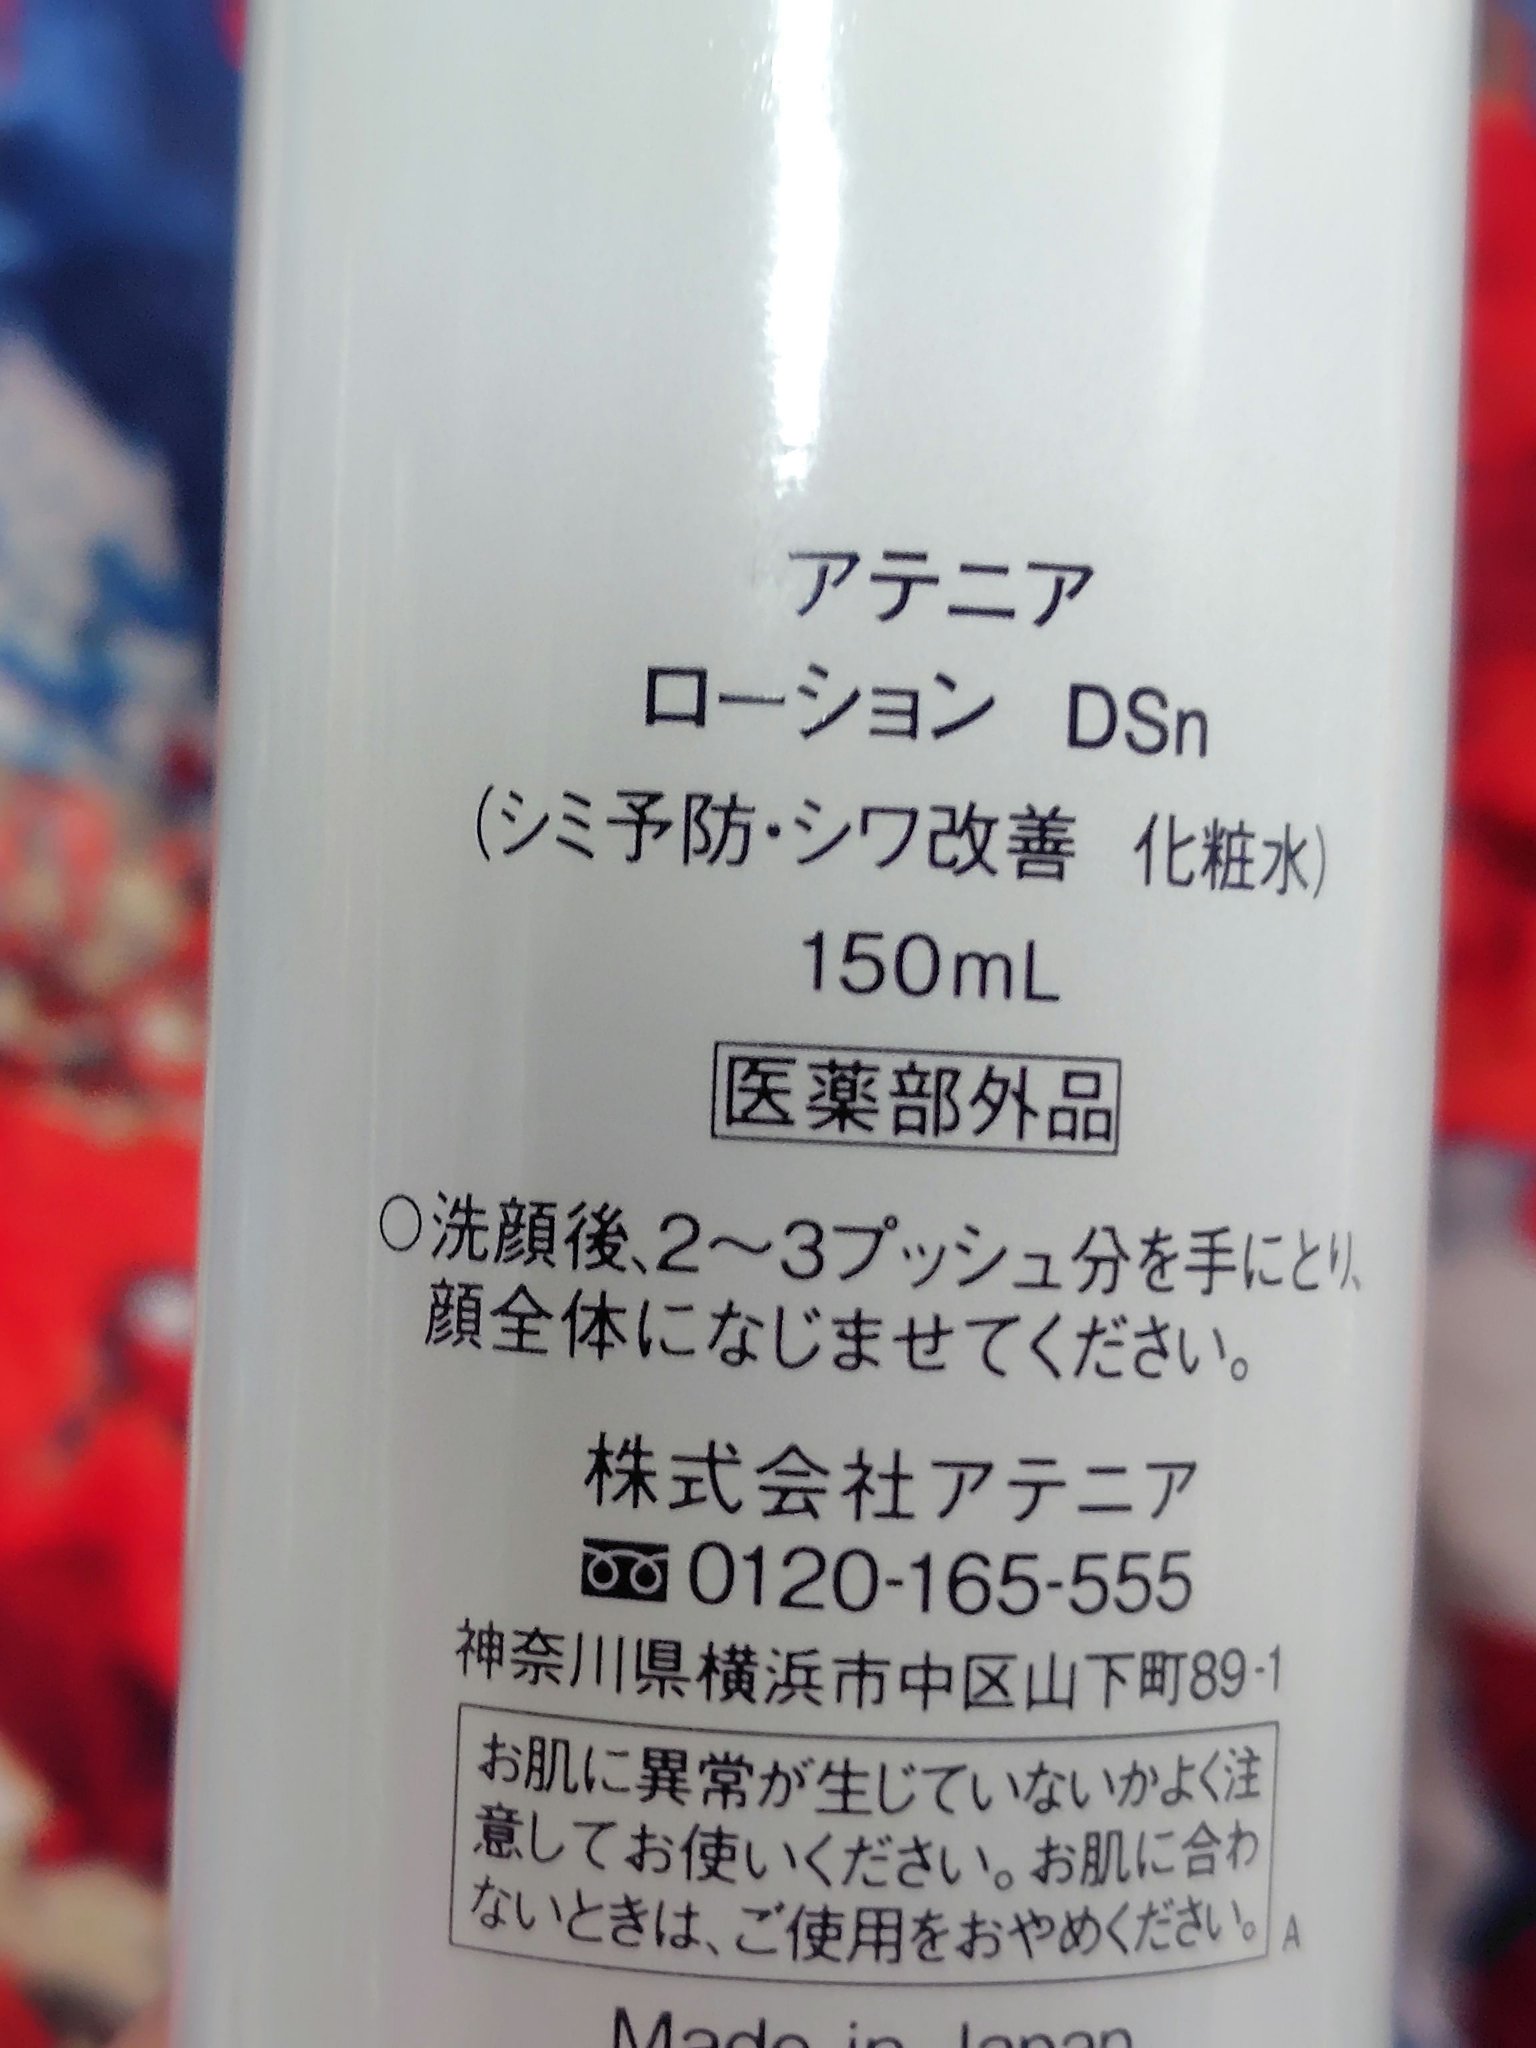 アテニア
ローション DSn
(シミ予防・シワ改善 化粧水)
150mL
医薬部外品
○洗顔後、2〜3プッシュ分を手にとり、
顔全体になじませてください。
株式会社アテニア
0120-165-555
神奈川県横浜市中区山下町89-1
お肌に異常が生じていないかよく注
意してお使いください。お肌に合わ
ないときは、ご使用をおやめください。
A
Made in Japan